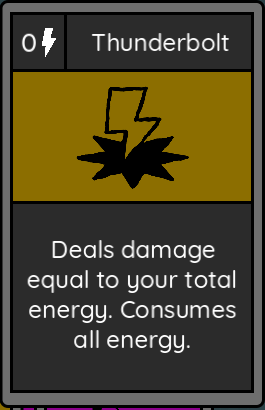 0 Thunderbolt
Deals damage
equal to your total
energy. Consumes
all energy.